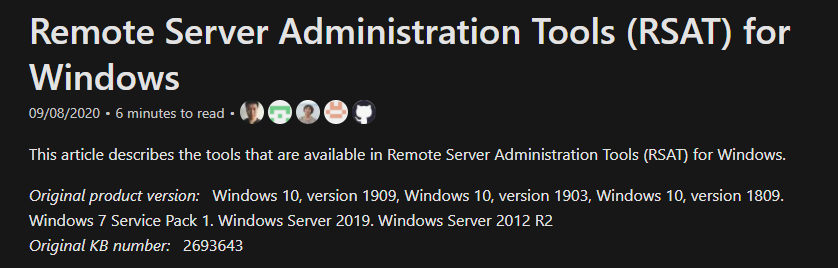 Remote Server Administration Tools (RSAT) for
Windows
09/08/2020 • 6 minutes to read •
This article describes the tools that are available in Remote Server Administration Tools (RSAT) for Windows.
Original product version: Windows 10, version 1909, Windows 10, version 1903, Windows 10, version 1809.
Windows 7 Service Pack 1. Windows Server 2019. Windows Server 2012 R2
Original KB number: 2693643